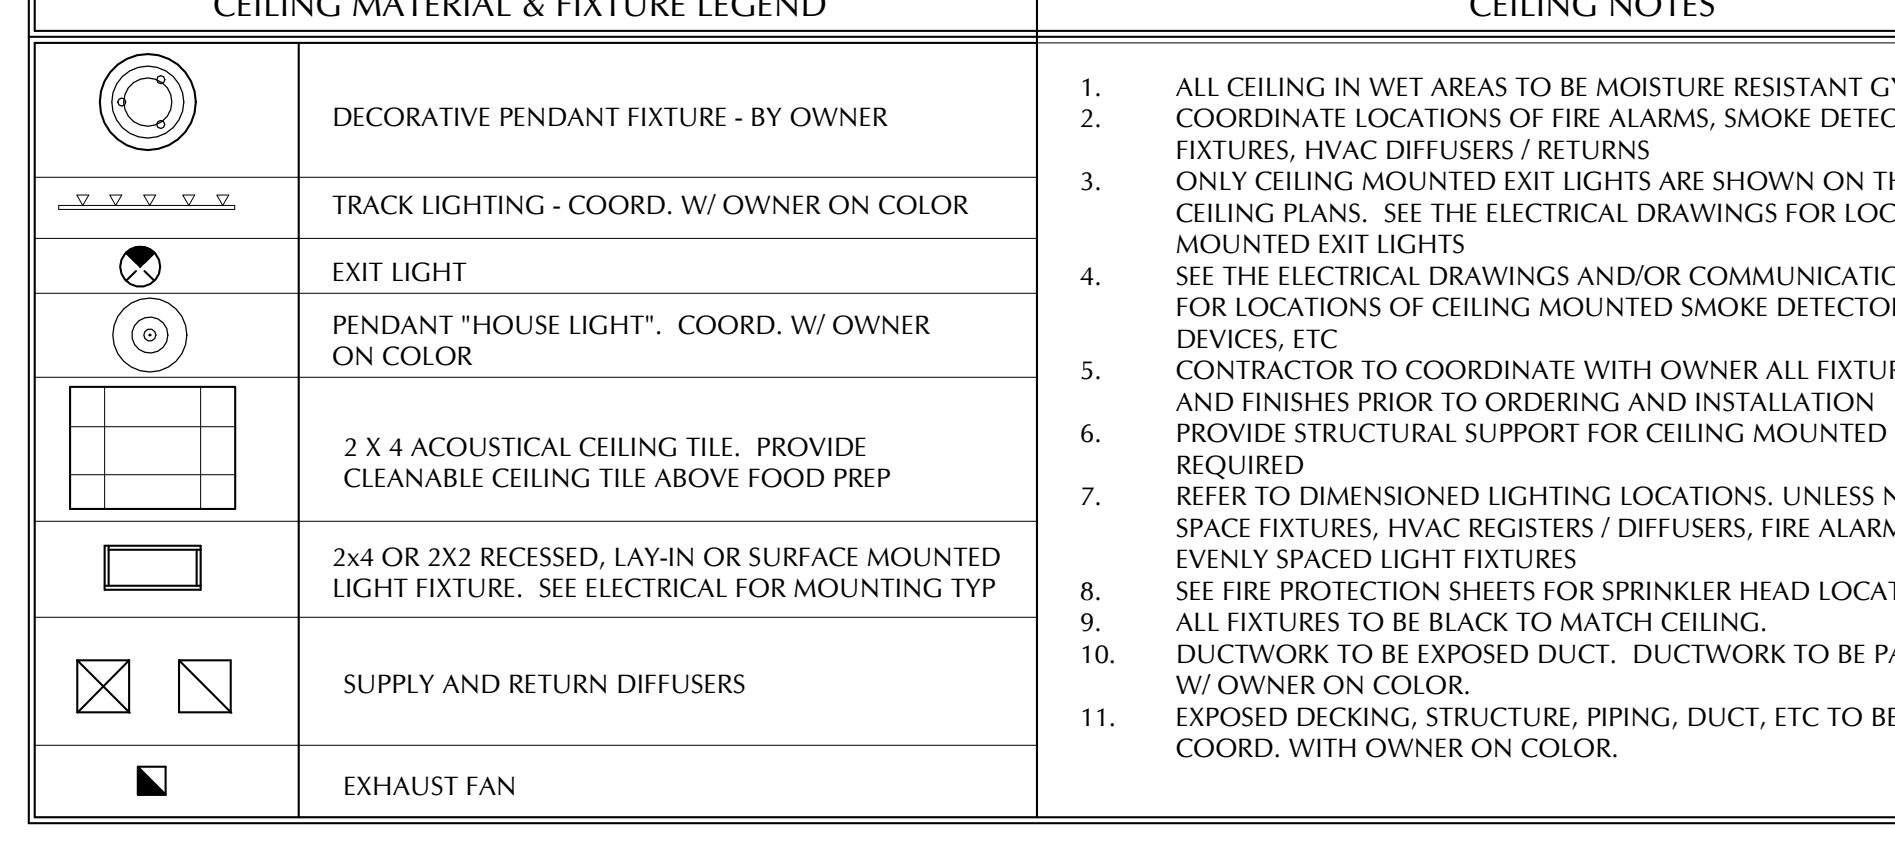 CEILING MATERIAL & FIXTURE LEGEND
DECORATIVE PENDANT FIXTURE - BY OWNER
TRACK LIGHTING - COORD. W/ OWNER ON COLOR
EXIT LIGHT
PENDANT "HOUSE LIGHT".  COORD. W/ OWNER
ON COLOR
2 X 4 ACOUSTICAL CEILING TILE.  PROVIDE
CLEANABLE CEILING TILE ABOVE FOOD PREP
2x4 OR 2X2 RECESSED, LAY-IN OR SURFACE MOUNTED
LIGHT FIXTURE.  SEE ELECTRICAL FOR MOUNTING TYP
SUPPLY AND RETURN DIFFUSERS
EXHAUST FAN
CEILING NOTES
1. ALL CEILING IN WET AREAS TO BE MOISTURE RESISTANT
2. COORDINATE LOCATIONS OF FIRE ALARMS, SMOKE
FIXTURES, HVAC DIFFUSERS / RETURNS
3. ONLY CEILING MOUNTED EXIT LIGHTS ARE SHOWN ON
CEILING PLANS.  SEE THE ELECTRICAL DRAWINGS FOR
MOUNTED EXIT LIGHTS
4. SEE THE ELECTRICAL DRAWINGS AND/OR
FOR LOCATIONS OF CEILING MOUNTED SMOKE
DEVICES, ETC
5. CONTRACTOR TO COORDINATE WITH OWNER ALL
AND FINISHES PRIOR TO ORDERING AND INSTALLATION
6. PROVIDE STRUCTURAL SUPPORT FOR CEILING MOUNTED
REQUIRED
7. REFER TO DIMENSIONED LIGHTING LOCATIONS. UNLESS
SPACE FIXTURES, HVAC REGISTERS / DIFFUSERS, FIRE
EVENLY SPACED LIGHT FIXTURES
8. SEE FIRE PROTECTION SHEETS FOR SPRINKLER HEAD
9. ALL FIXTURES TO BE BLACK TO MATCH CEILING.
10. DUCTWORK TO BE EXPOSED DUCT.  DUCTWORK TO BE
W/ OWNER ON COLOR.
11. EXPOSED DECKING, STRUCTURE, PIPING, DUCT, ETC TO BE
COORD. WITH OWNER ON COLOR.